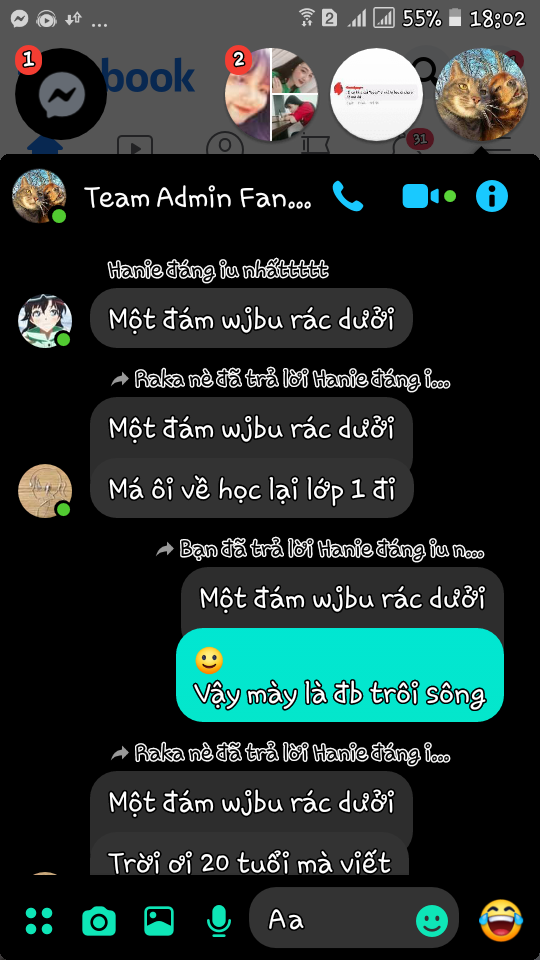 ...
2
55%
18:02
1
book
2
31
Team Admin Fan...
Hanie đáng iu nhấttttt
Một đám wjbu rác dưởi
Raka nè đã trả lời Hanie đáng i...
Một đám wjbu rác dưởi
Má ôi về học lại lớp 1 đi
Bạn đã trả lời Hanie đáng iu n...
Một đám wjbu rác dưởi
🙂
Vậy mày là đb trôi sông
Raka nè đã trả lời Hanie đáng i...
Một đám wjbu rác dưởi
Trời ơi 20 tuổi mà viết
Aa